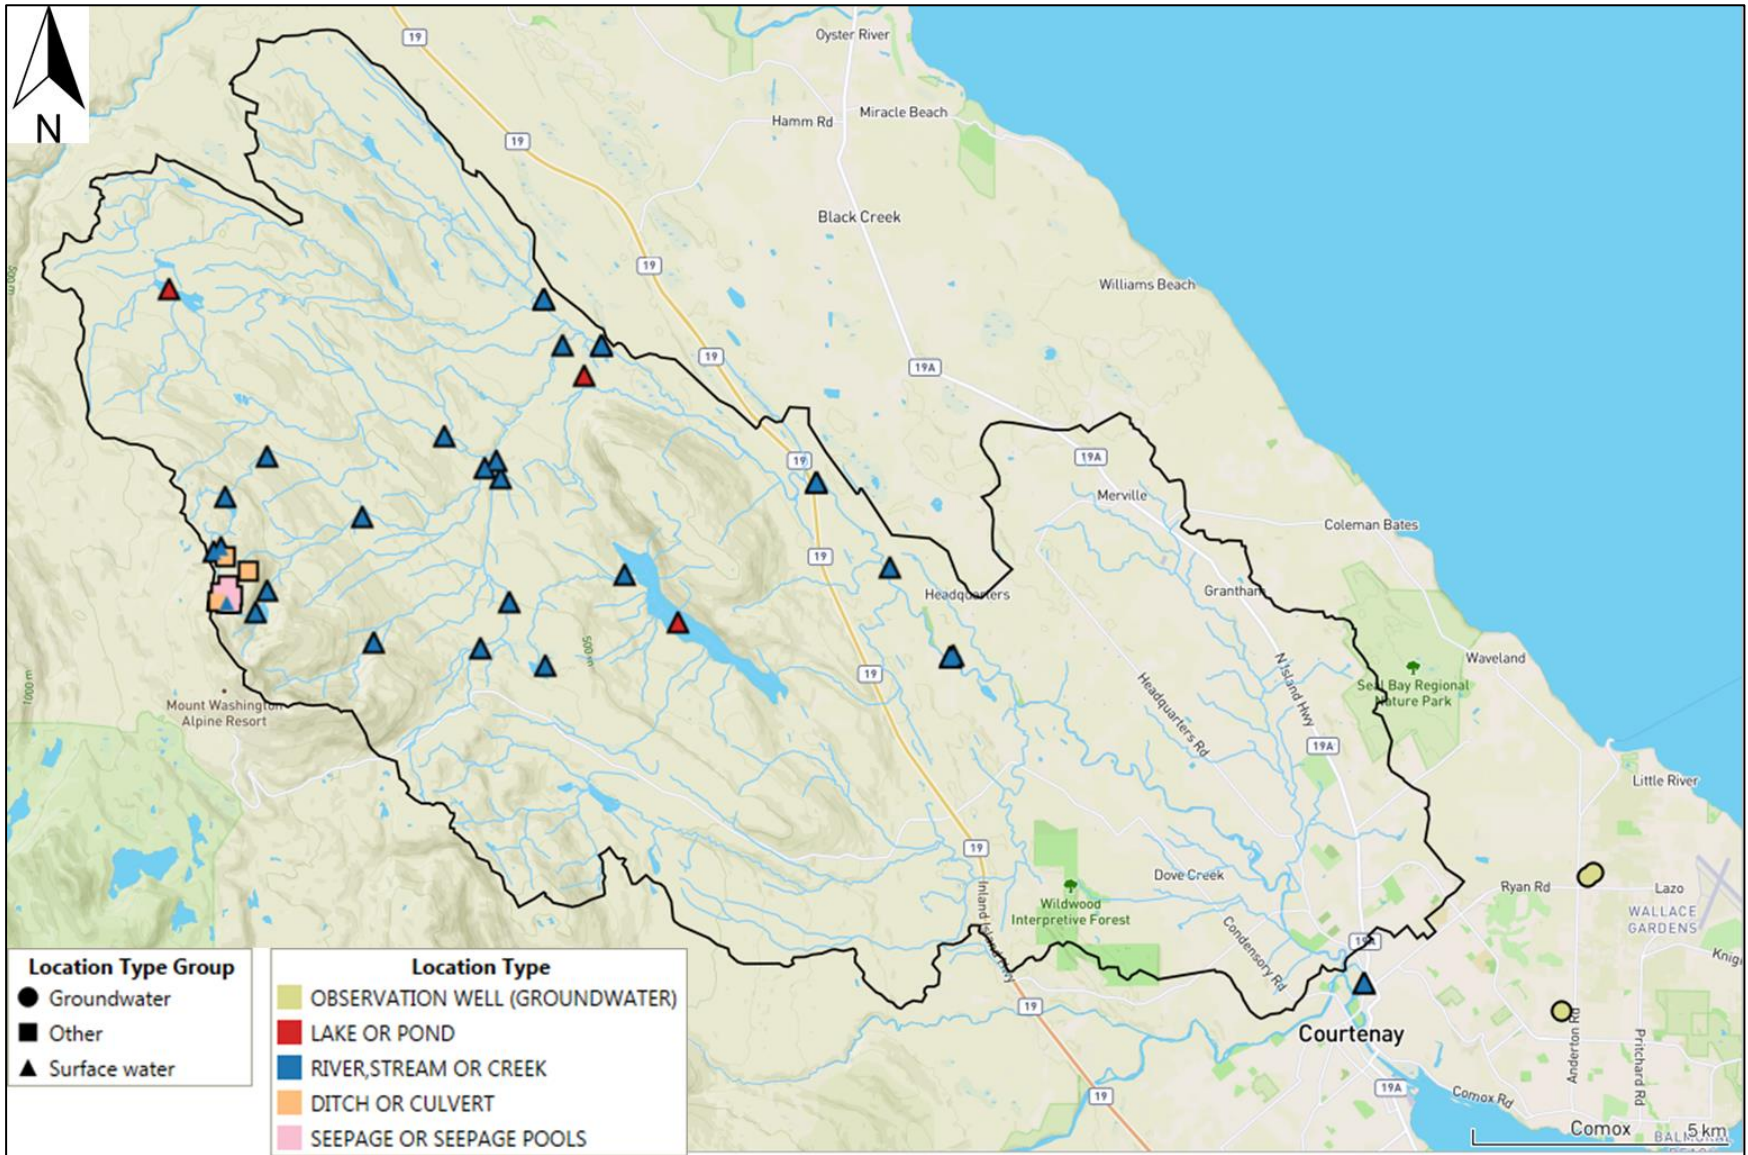 N
19
Oyster River
Miracle Beach
Hamm Rd
19
Black Creek
19
Williams Beach
500 m
19
19A
19
19A
Merville
Coleman Bates
19
Headquarters
Grantham
500 m
Waveland
1000 m
19
N Island Hwy
Seal Bay Regional
Nature Park
Mount Washington
Alpine Resort
Headquarters Rd
19A
Little River
19
Dove Creek
Ryan Rd
Lazo
Inland Island Hwy
Wildwood
Interpretive Forest
WALLACE
GARDENS
Condensory Rd
19A
19
Courtenay
Anderton Rd
Pritchard Rd
19A
19
Comox Rd
Comox
5 km
Location Type Group
Groundwater
Other
Surface water
Location Type
OBSERVATION WELL (GROUNDWATER)
LAKE OR POND
RIVER,STREAM OR CREEK
DITCH OR CULVERT
SEEPAGE OR SEEPAGE POOLS